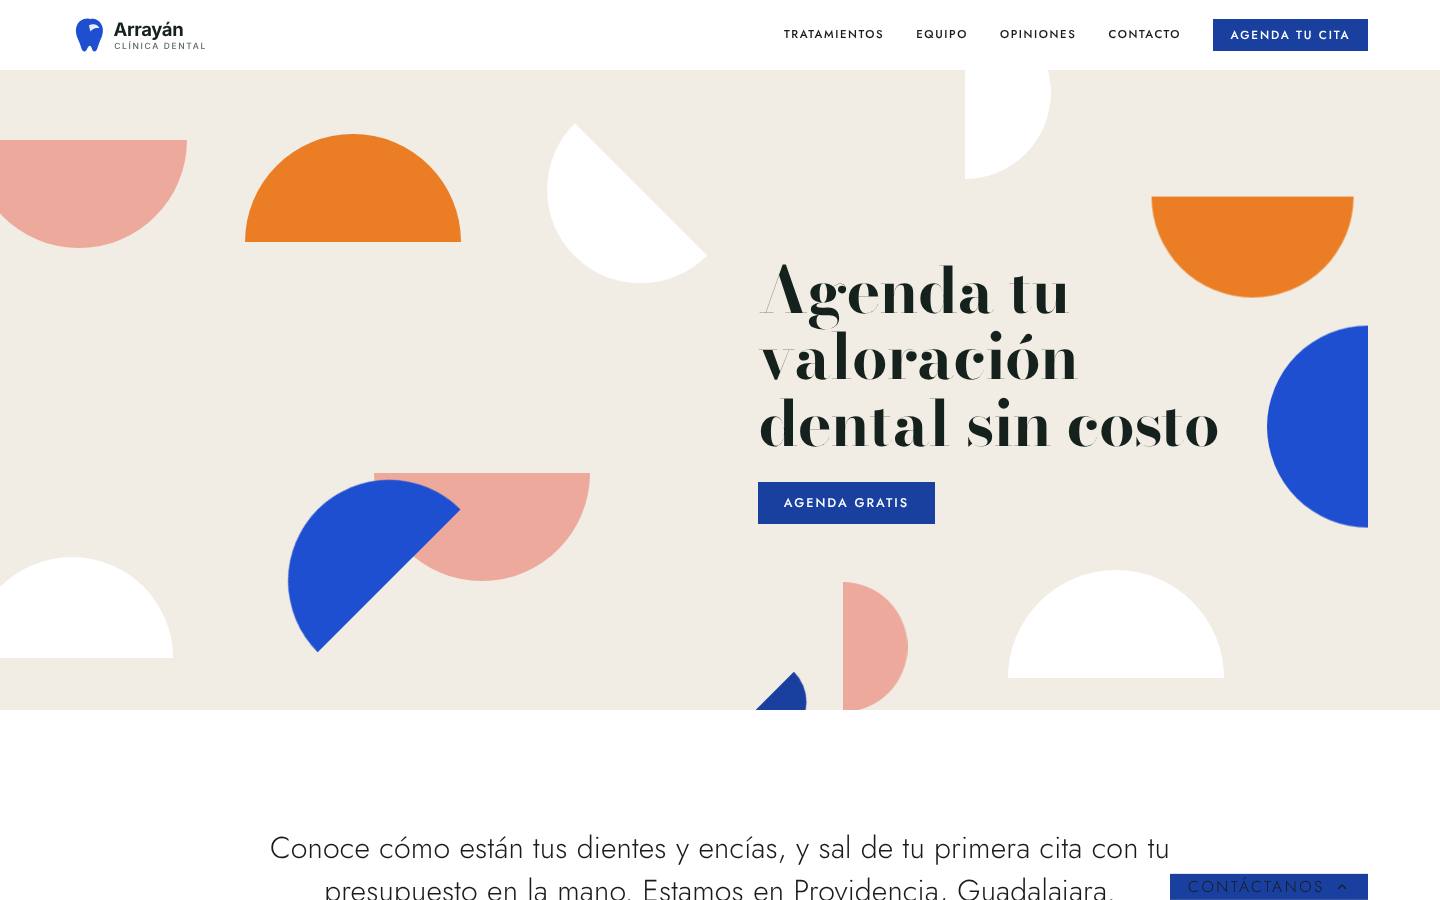 Arrayán
CLÍNICA DENTAL
TRATAMIENTOS
EQUIPO
OPINIONES
CONTACTO
AGENDA TU CITA
Agenda tu
valoración
dental sin costo
AGENDA GRATIS
Conoce cómo están tus dientes y encías, y sal de tu primera cita con tu
presupuesto en la mano. Estamos en Providencia, Guadalajara.
CONTÁCTANOS